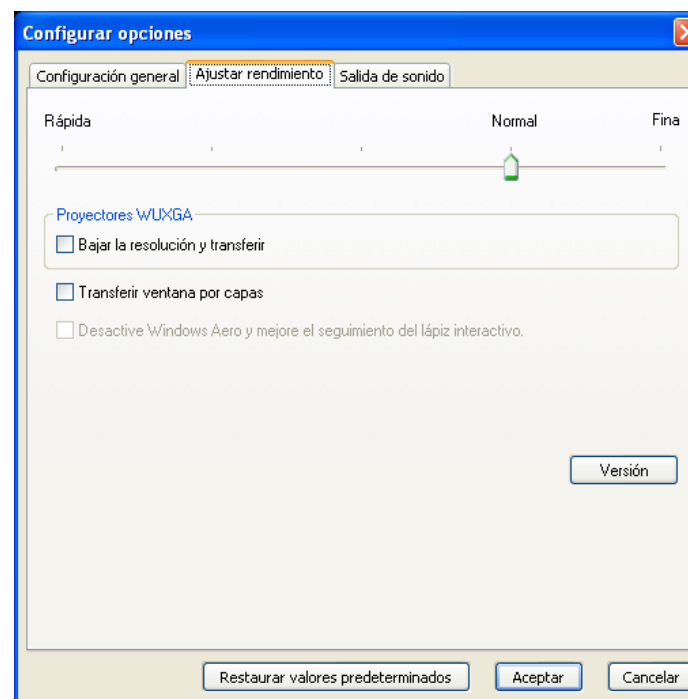 Configurar opciones
Configuración general Ajustar rendimiento Salida de sonido
Rápida Normal Fina
Proyectores WUXGA
Bajar la resolución y transferir
Transferir ventana por capas
Desactive Windows Aero y mejore el seguimiento del lápiz interactivo.
Versión
Restaurar valores predeterminados Aceptar Cancelar